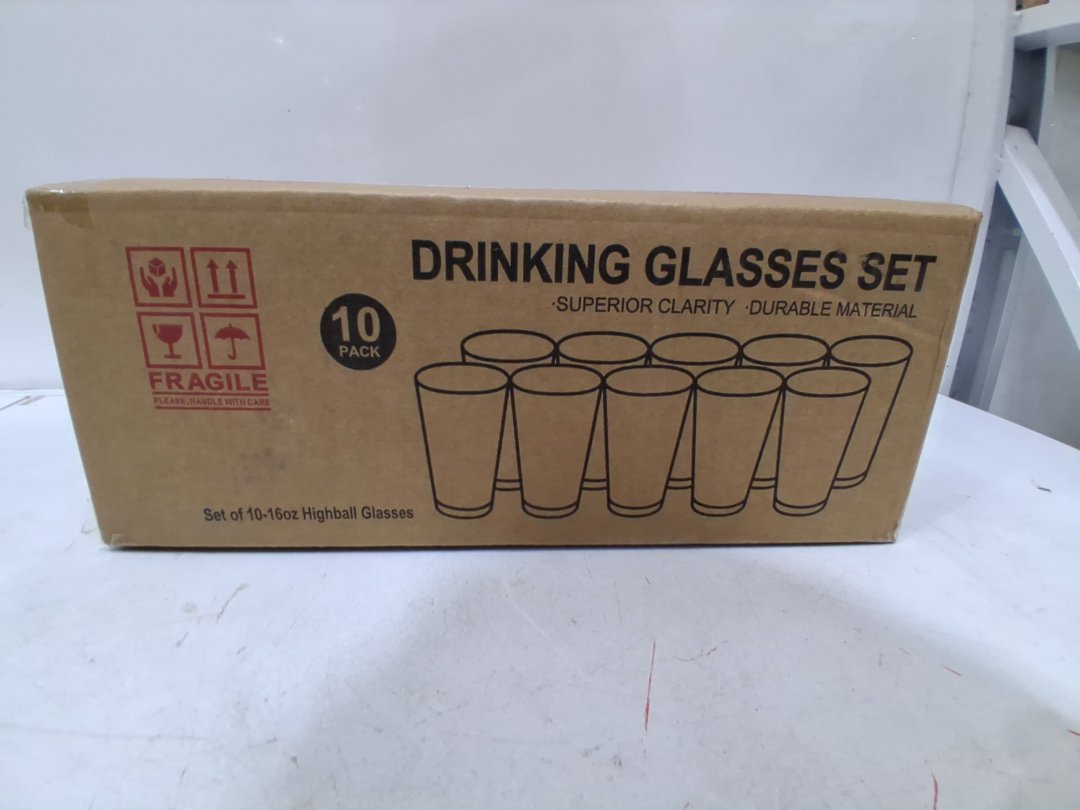 DRINKING GLASSES SET
·SUPERIOR CLARITY ·DURABLE MATERIAL
10
PACK
FRAGILE
PLEASE,HANDLE WITH CARE
Set of 10-16oz Highball Glasses